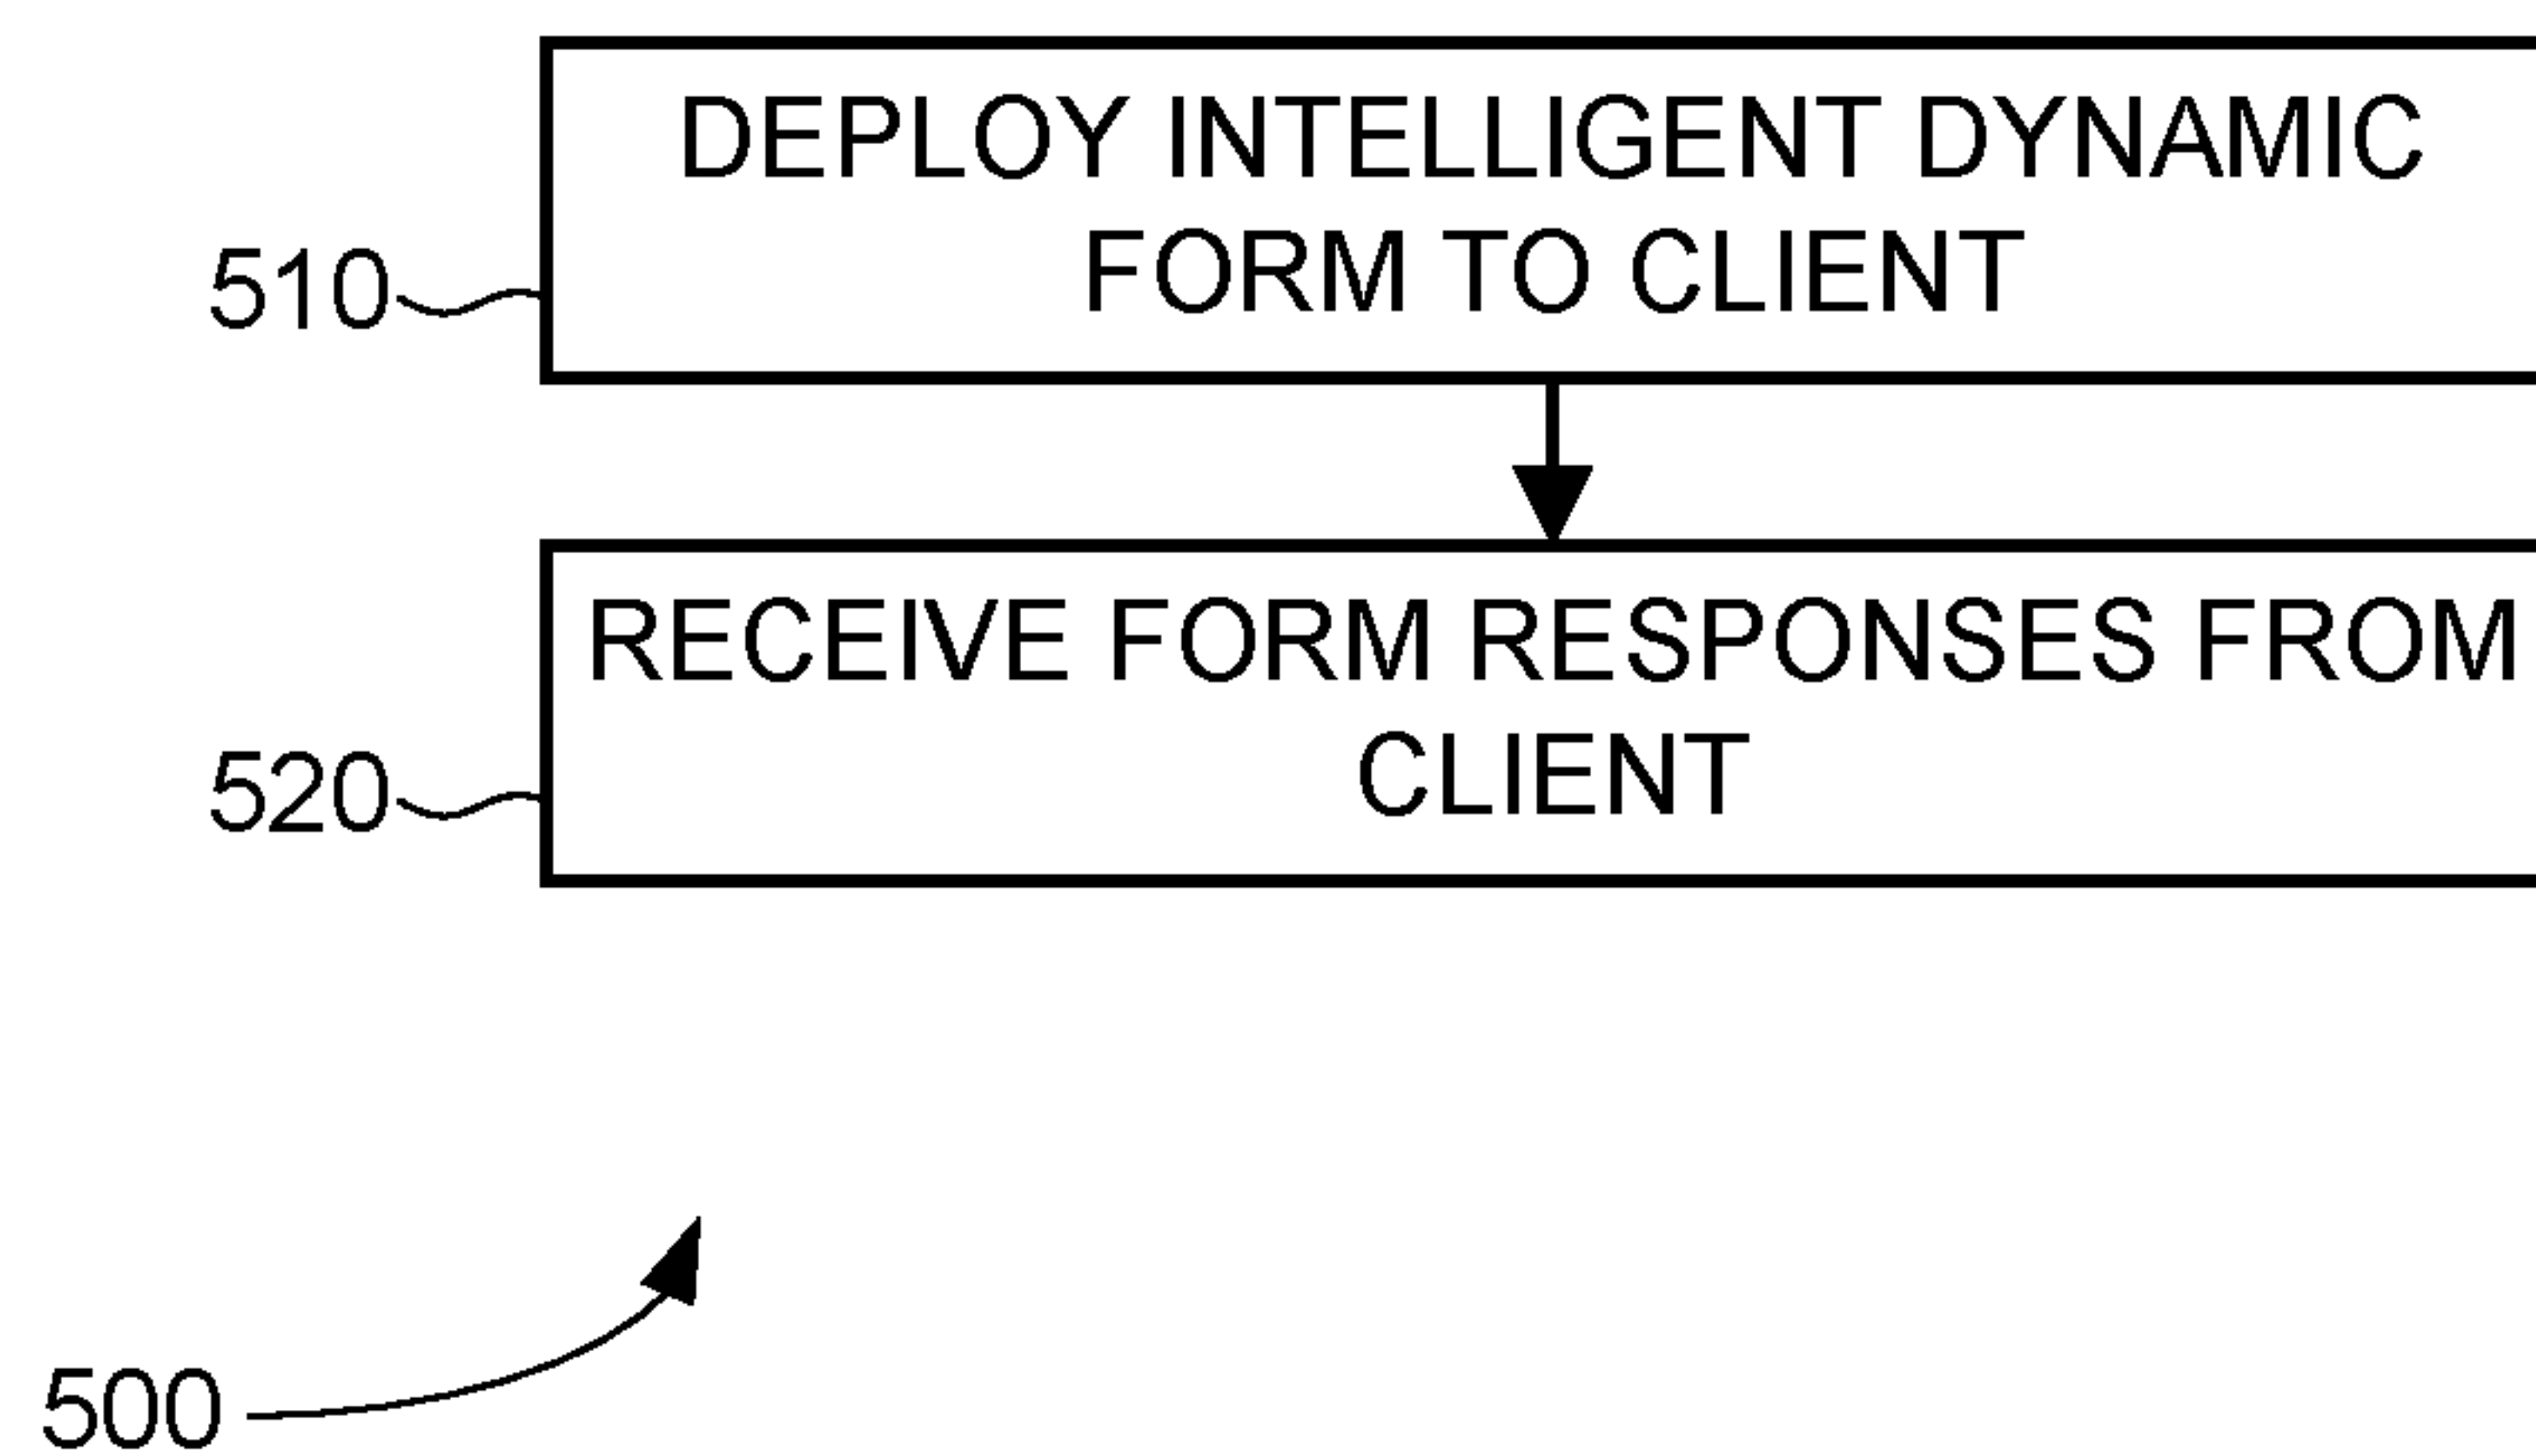 DEPLOY INTELLIGENT DYNAMIC
FORM TO CLIENT
510
RECEIVE FORM RESPONSES FROM
CLIENT
520
500